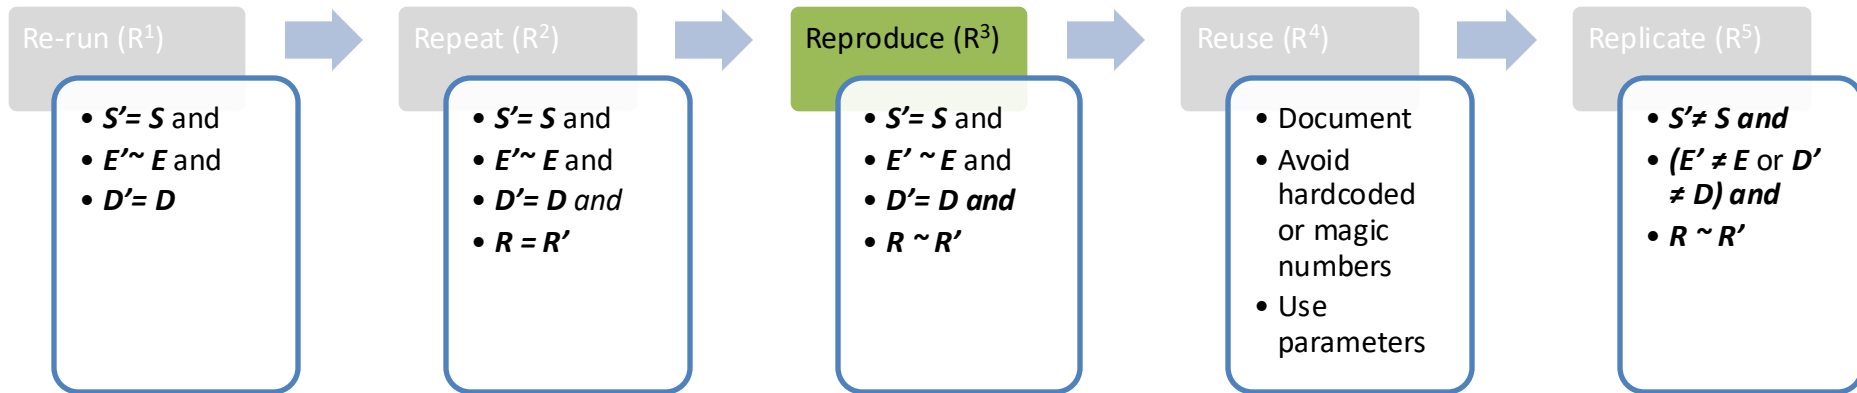 Re-run (R¹)
• S’= S and
• E’~ E and
• D’= D
Repeat (R²)
• S’= S and
• E’~ E and
• D’= D and
• R = R’
Reproduce (R³)
• S’= S and
• E’ ~ E and
• D’= D and
• R ~ R’
Reuse (R⁴)
• Document
• Avoid
hardcoded
or magic
numbers
• Use
parameters
Replicate (R⁵)
• S’≠ S and
• (E’ ≠ E or D’
≠ D) and
• R ~ R’